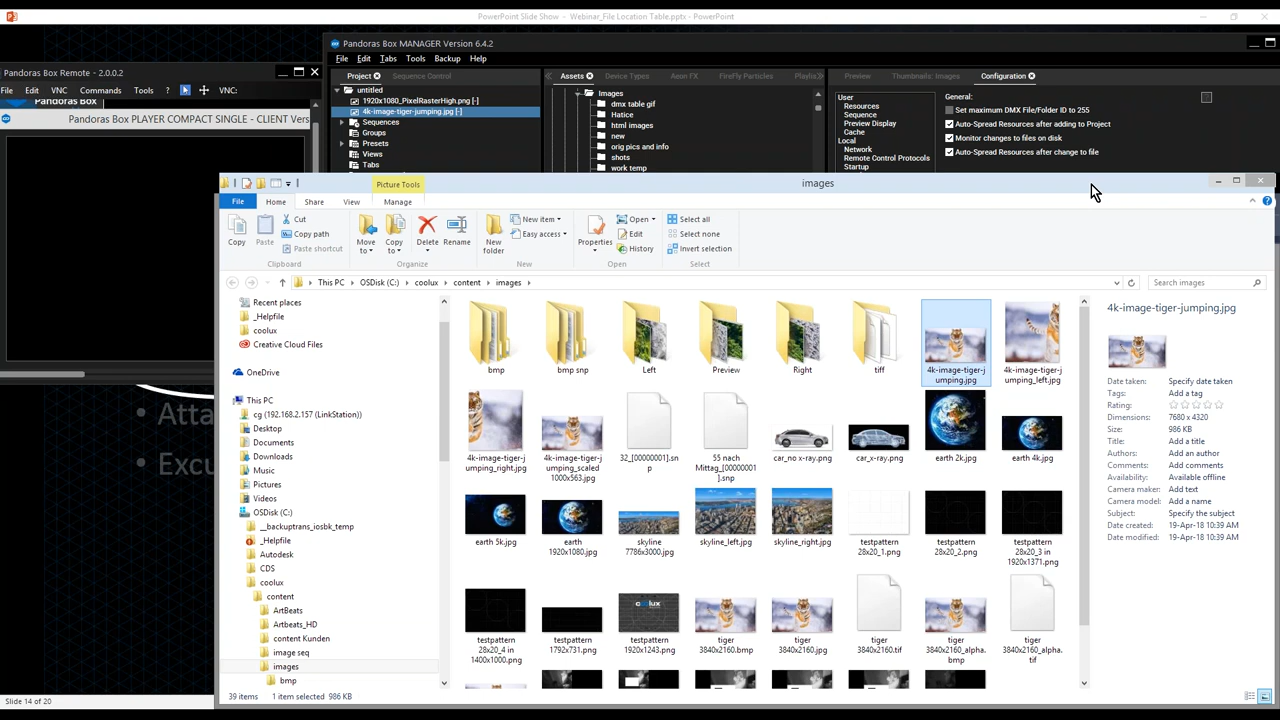 PowerPoint Slide Show - Webinar_File Location Table.pptx - PowerPoint
Pandoras Box MANAGER Version 6.4.2
File Edit Tabs Tools Backup Help
Project Sequence Control
Assets Device Types Aeon FX FireFly Particles Playlis
Preview Thumbnails: Images Configuration
untitled
1920x1080_PixelRasterHigh.png [-]
4k-image-tiger-jumping.jpg [-]
Sequences
Groups
Presets
Views
Tabs
Images
dmx table gif
Hatice
html images
new
orig pics and info
shots
work temp
User
Resources
Sequence
Preview Display
Cache
Local
Network
Remote Control Protocols
Startup
General:
Set maximum DMX File/Folder ID to 255
Auto-Spread Resources after adding to Project
Monitor changes to files on disk
Auto-Spread Resources after change to file
Pandoras Box Remote - 2.0.0.2
File Edit VNC Commands Tools VNC:
Pandoras Box
Pandoras Box PLAYER COMPACT SINGLE - CLIENT Vers
• Atta
• Excu
Slide 14 of 20
Picture Tools
images
File Home Share View Manage
Copy
Paste
Cut
Copy path
Paste shortcut
Clipboard
Move to
Copy to
Delete
Rename
Organize
New folder
New item
Easy access
New
Properties
Open
Edit
History
Open
Select all
Select none
Invert selection
Select
This PC OSDisk (C:) coolux content images
Search images
Recent places
_Helpfile
coolux
Creative Cloud Files
OneDrive
This PC
cg (192.168.2.157 (LinkStation))
Desktop
Documents
Downloads
Music
Pictures
Videos
OSDisk (C:)
__backuptrans_iosbk_temp
_Helpfile
Autodesk
CDS
coolux
content
ArtBeats
Artbeats_HD
content Kunden
image seq
images
bmp
bmp
bmp snp
Left
Preview
Right
tiff
4k-image-tiger-j
umping.jpg
4k-image-tiger-j
umping_left.jpg
4k-image-tiger-j
umping_right.jpg
4k-image-tiger-j
umping_scaled
1000x563.jpg
32_[00000001].sn
p
55 nach
Mittag_[00000001
].snp
car_no x-ray.png
car_x-ray.png
earth 2k.jpg
earth 4k.jpg
earth 5k.jpg
earth
1920x1080.jpg
skyline
7786x3000.jpg
skyline_left.jpg
skyline_right.jpg
testpattern
28x20_1.png
testpattern
28x20_2.png
testpattern
28x20_3 in
1920x1371.png
testpattern
28x20_4 in
1400x1000.png
testpattern
1792x731.png
coolux
testpattern
1920x1243.png
tiger
3840x2160.bmp
tiger
3840x2160.jpg
tiger
3840x2160.tif
tiger
3840x2160_alpha.
bmp
tiger
3840x2160_alpha.
tif
4k-image-tiger-jumping.jpg
Date taken: Specify date taken
Tags: Add a tag
Rating:
Dimensions: 7680 x 4320
Size: 986 KB
Title: Add a title
Authors: Add an author
Comments: Add comments
Availability: Available offline
Camera maker: Add text
Camera model: Add a name
Subject: Specify the subject
Date created: 19-Apr-18 10:39 AM
Date modified: 19-Apr-18 10:39 AM
39 items 1 item selected 986 KB